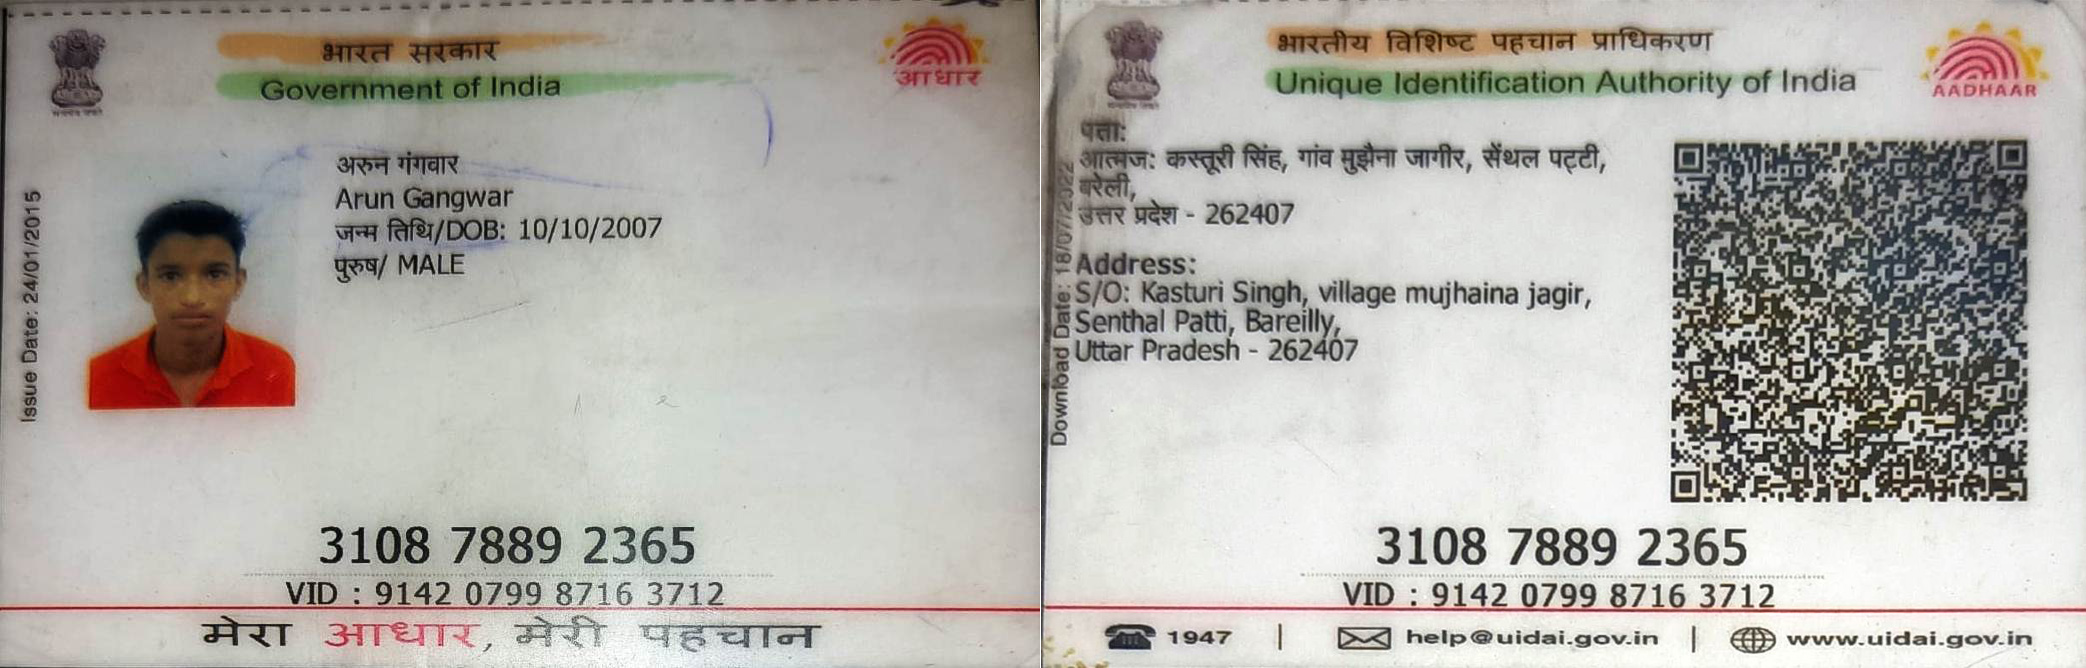 भारत सरकार
Government of India
आधार
Issue Date: 24/01/2015
अरुन गंगवार
Arun Gangwar
जन्म तिथि/DOB: 10/10/2007
पुरुष/ MALE
3108 7889 2365
VID : 9142 0799 8716 3712
मेरा आधार, मेरी पहचान
भारतीय विशिष्ट पहचान प्राधिकरण
Unique Identification Authority of India
AADHAAR
Download Date: 18/07/2022
पता:
आत्मज: कस्तूरी सिंह, गांव मुझैना जागीर, सेंथल पट्टी,
बरेली,
उत्तर प्रदेश - 262407
Address:
S/O: Kasturi Singh, village mujhaina jagir,
Senthal Patti, Bareilly,
Uttar Pradesh - 262407
3108 7889 2365
VID : 9142 0799 8716 3712
1947 | help@uidai.gov.in | www.uidai.gov.in